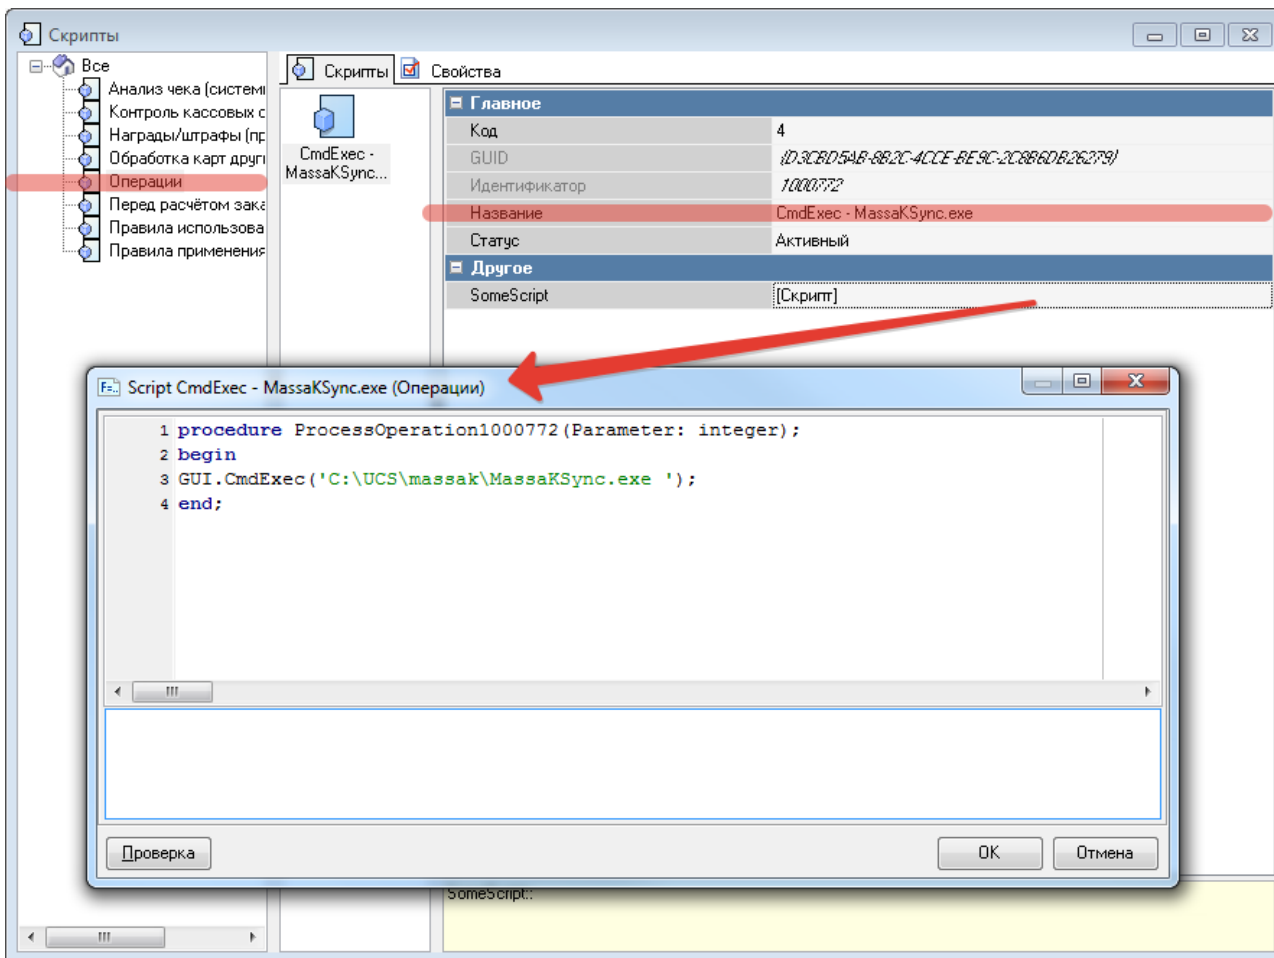 Скрипты
Все
Анализ чека (системы
Контроль кассовых с
Награды/штрафы (пр
Обработка карт други
Операции
Перед расчётом зака
Правила использова
Правила применения
Скрипты
Свойства
CmdExec -
MassaKSync...
Главное
Код 4
GUID {D3CBD5AB-8B2C-4CCE-BE9C-2C8B6DB26279}
Идентификатор 1000772
Название CmdExec - MassaKSync.exe
Статус Активный
Другое
SomeScript [Скрипт]
Script CmdExec - MassaKSync.exe (Операции)
1 procedure ProcessOperation1000772(Parameter: integer);
2 begin
3 GUI.CmdExec('C:\UCS\massak\MassaKSync.exe ');
4 end;
Проверка
OK
Отмена
SomeScript::